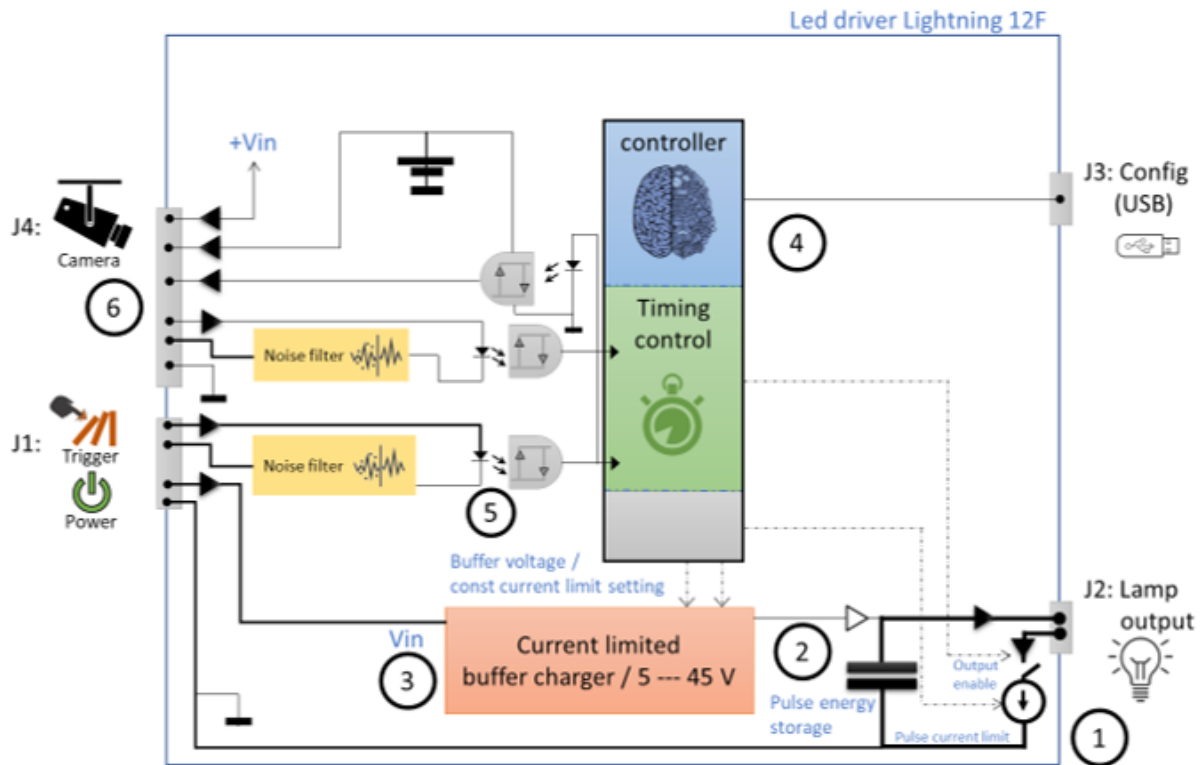 Led driver Lightning 12F
controller
+Vin
J3: Config
(USB)
J4:
Camera
4
6
Timing
control
Noise filter
J1:
Trigger
Noise filter
Power
5
Buffer voltage /
const current limit setting
J2: Lamp
output
Vin
Current limited
buffer charger / 5 --- 45 V
3
2
Output
enable
Pulse energy
storage
Pulse current limit
1